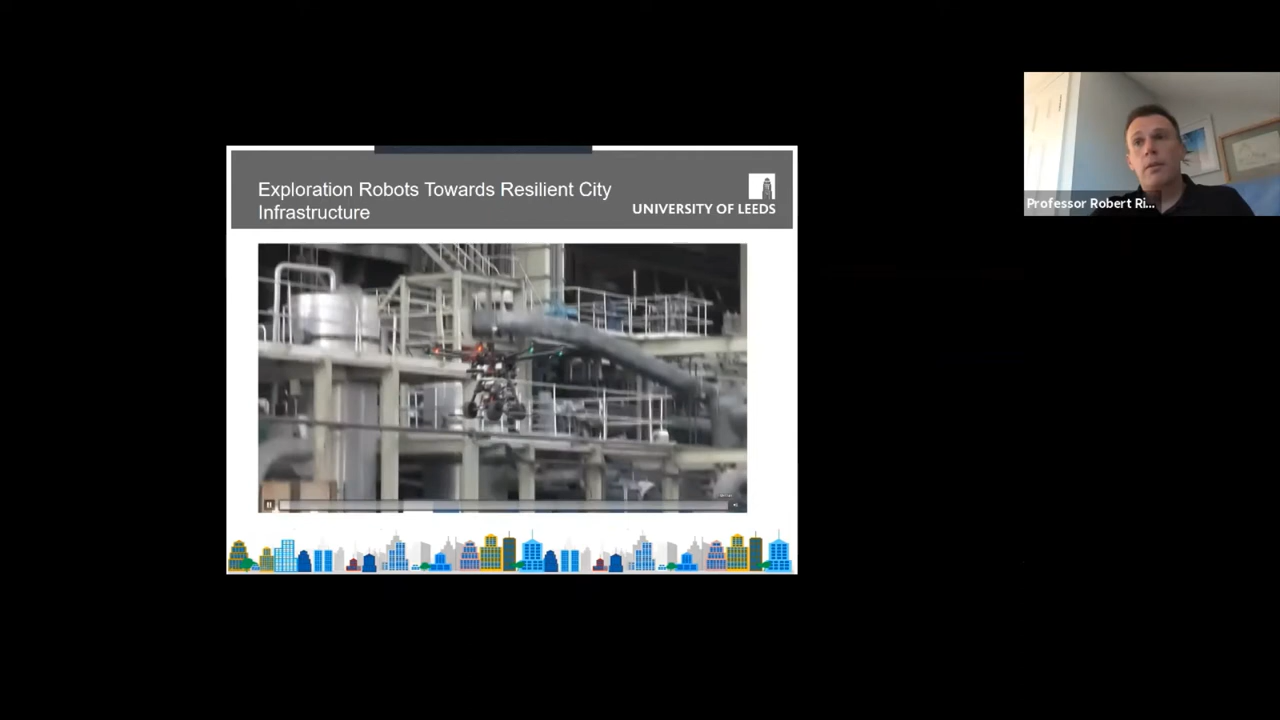 Exploration Robots Towards Resilient City
Infrastructure
UNIVERSITY OF LEEDS
Professor Robert Ri...